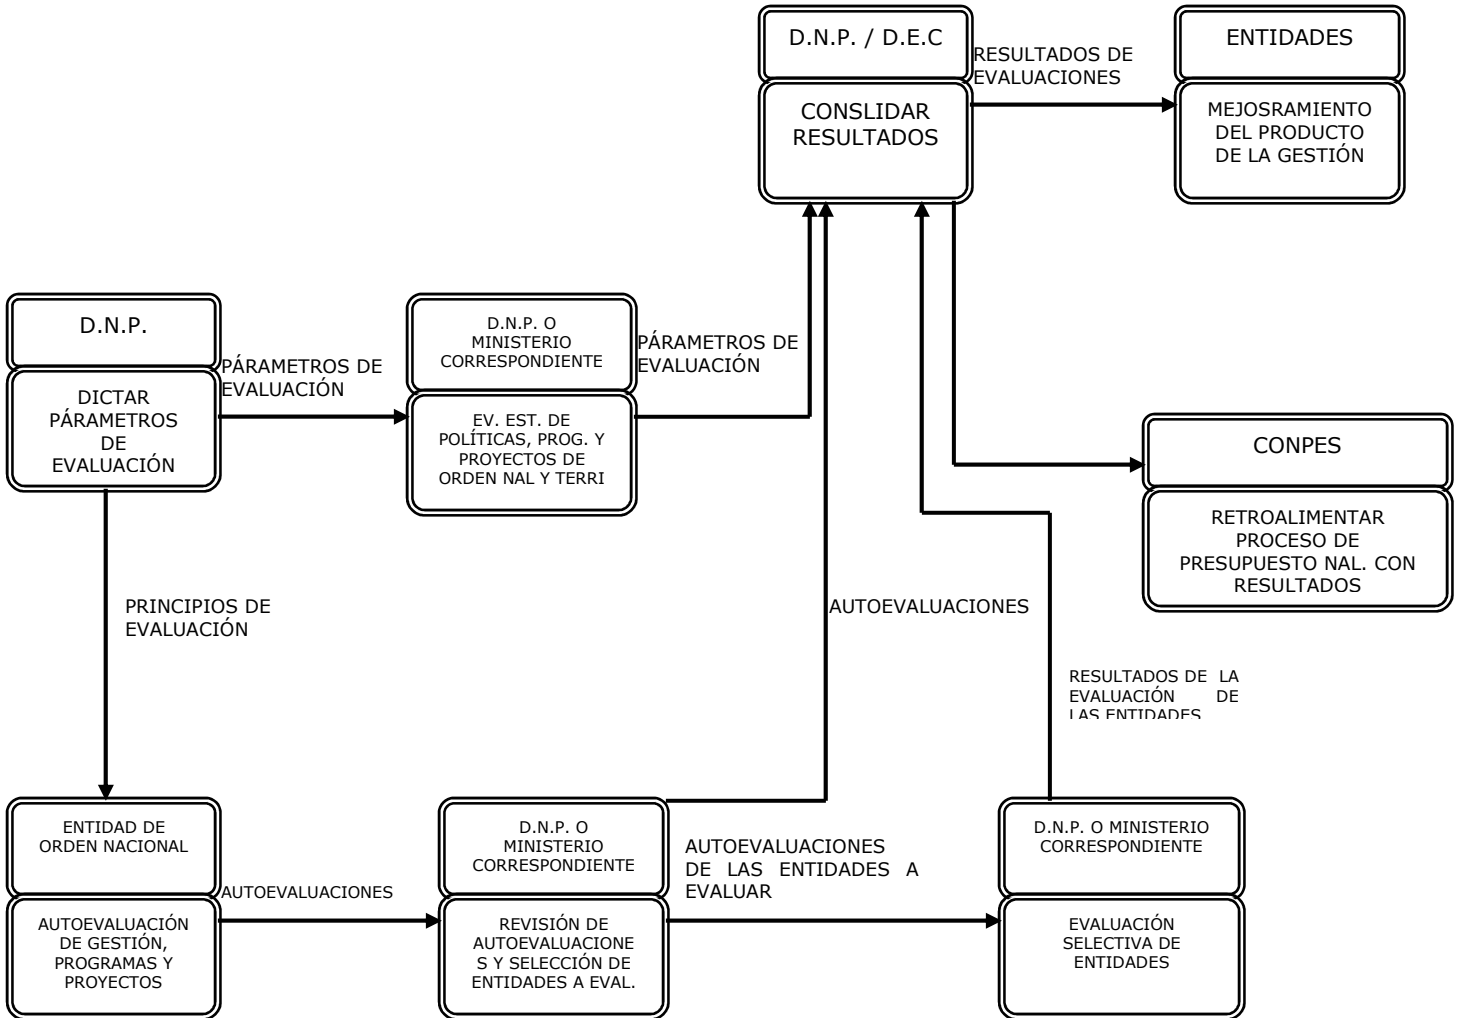 D.N.P. / D.E.C
CONSLIDAR
RESULTADOS
RESULTADOS DE
EVALUACIONES
ENTIDADES
MEJOSRAMIENTO
DEL PRODUCTO
DE LA GESTIÓN
D.N.P.
DICTAR
PÁRAMETROS
DE
EVALUACIÓN
PÁRAMETROS DE
EVALUACIÓN
D.N.P. O
MINISTERIO
CORRESPONDIENTE
EV. EST. DE
POLÍTICAS, PROG. Y
PROYECTOS DE
ORDEN NAL Y TERRI
PÁRAMETROS DE
EVALUACIÓN
CONPES
RETROALIMENTAR
PROCESO DE
PRESUPUESTO NAL. CON
RESULTADOS
PRINCIPIOS DE
EVALUACIÓN
AUTOEVALUACIONES
RESULTADOS DE LA
EVALUACIÓN DE
LAS ENTIDADES
ENTIDAD DE
ORDEN NACIONAL
AUTOEVALUACIÓN
DE GESTIÓN,
PROGRAMAS Y
PROYECTOS
AUTOEVALUACIONES
D.N.P. O
MINISTERIO
CORRESPONDIENTE
REVISIÓN DE
AUTOEVALUACIONE
S Y SELECCIÓN DE
ENTIDADES A EVAL.
AUTOEVALUACIONES
DE LAS ENTIDADES A
EVALUAR
D.N.P. O MINISTERIO
CORRESPONDIENTE
EVALUACIÓN
SELECTIVA DE
ENTIDADES